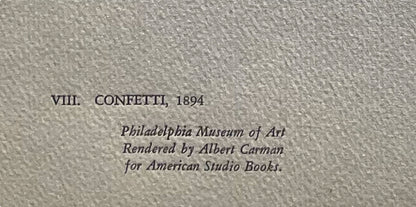 VIII. CONFETTI, 1894
Philadelphia Museum of Art
Rendered by Albert Carman
for American Studio Books.